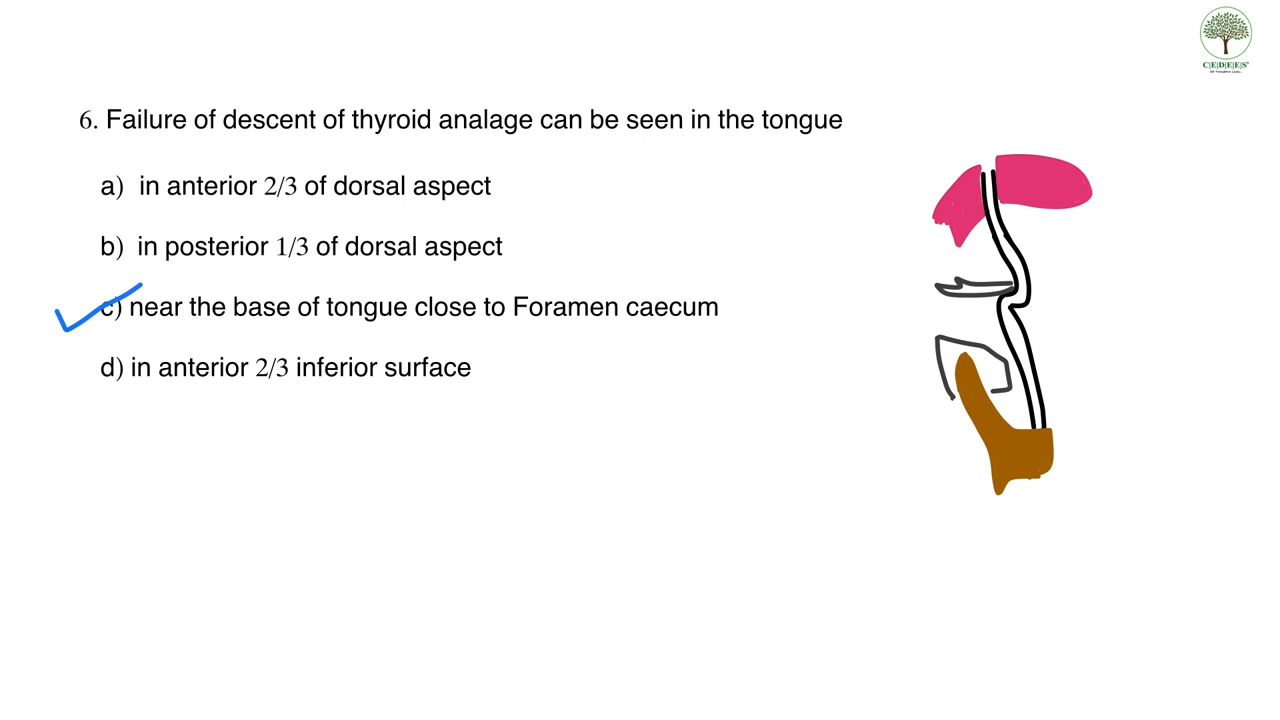 C|E|D|E|E|S
6. Failure of descent of thyroid analage can be seen in the tongue
a) in anterior 2/3 of dorsal aspect
b) in posterior 1/3 of dorsal aspect
c) near the base of tongue close to Foramen caecum
d) in anterior 2/3 inferior surface